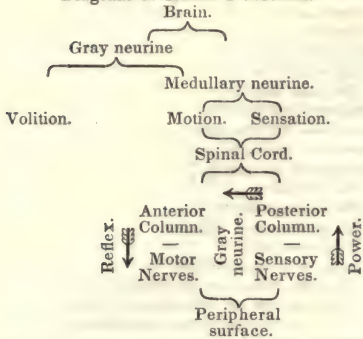 Brain.
Gray neurine
Medullary neurine.
Volition. Motion. Sensation.
Spinal Cord.
Reflex.
Anterior Column.
—
Motor Nerves.
Gray neurine.
Posterior Column.
—
Sensory Nerves.
Power.
Peripheral
surface.